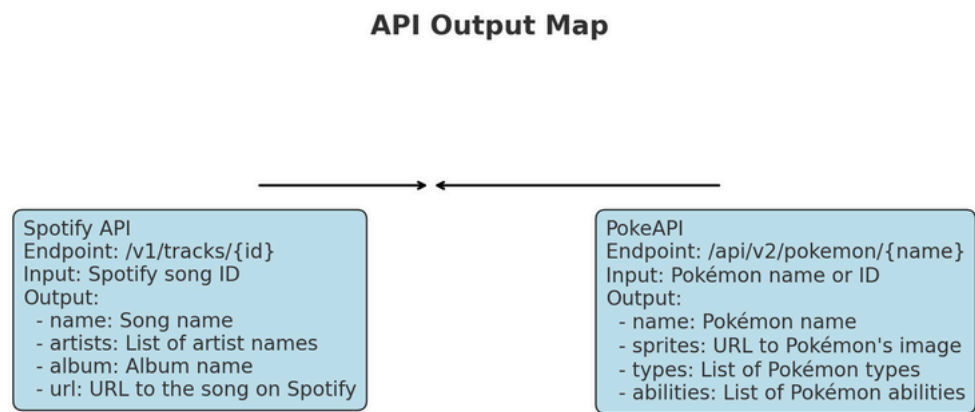 API Output Map
Spotify API
Endpoint: /v1/tracks/{id}
Input: Spotify song ID
Output:
- name: Song name
- artists: List of artist names
- album: Album name
- url: URL to the song on Spotify
PokeAPI
Endpoint: /api/v2/pokemon/{name}
Input: Pokémon name or ID
Output:
- name: Pokémon name
- sprites: URL to Pokémon's image
- types: List of Pokémon types
- abilities: List of Pokémon abilities